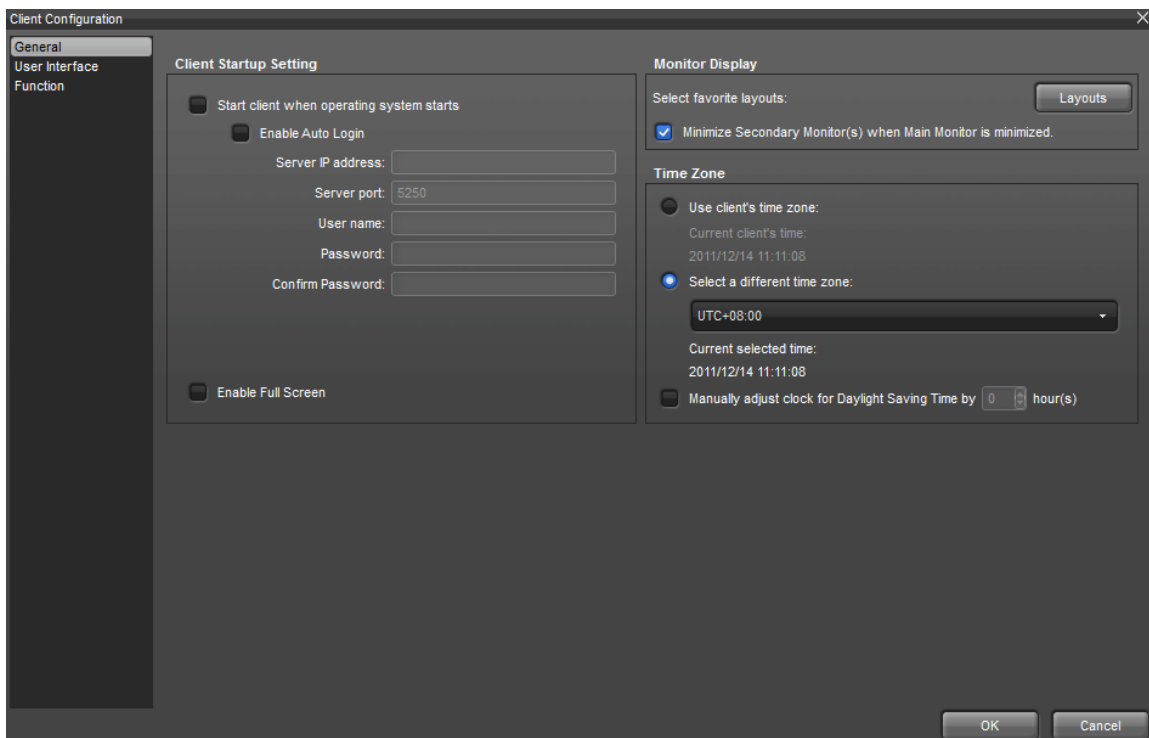 Client Configuration
General
User Interface
Function
Client Startup Setting
Start client when operating system starts
Enable Auto Login
Server IP address:
Server port: 5250
User name:
Password:
Confirm Password:
Enable Full Screen
Monitor Display
Select favorite layouts: Layouts
Minimize Secondary Monitor(s) when Main Monitor is minimized.
Time Zone
Use client's time zone:
Current client's time:
2011/12/14 11:11:08
Select a different time zone:
UTC+08:00
Current selected time:
2011/12/14 11:11:08
Manually adjust clock for Daylight Saving Time by 0 hour(s)
OK Cancel